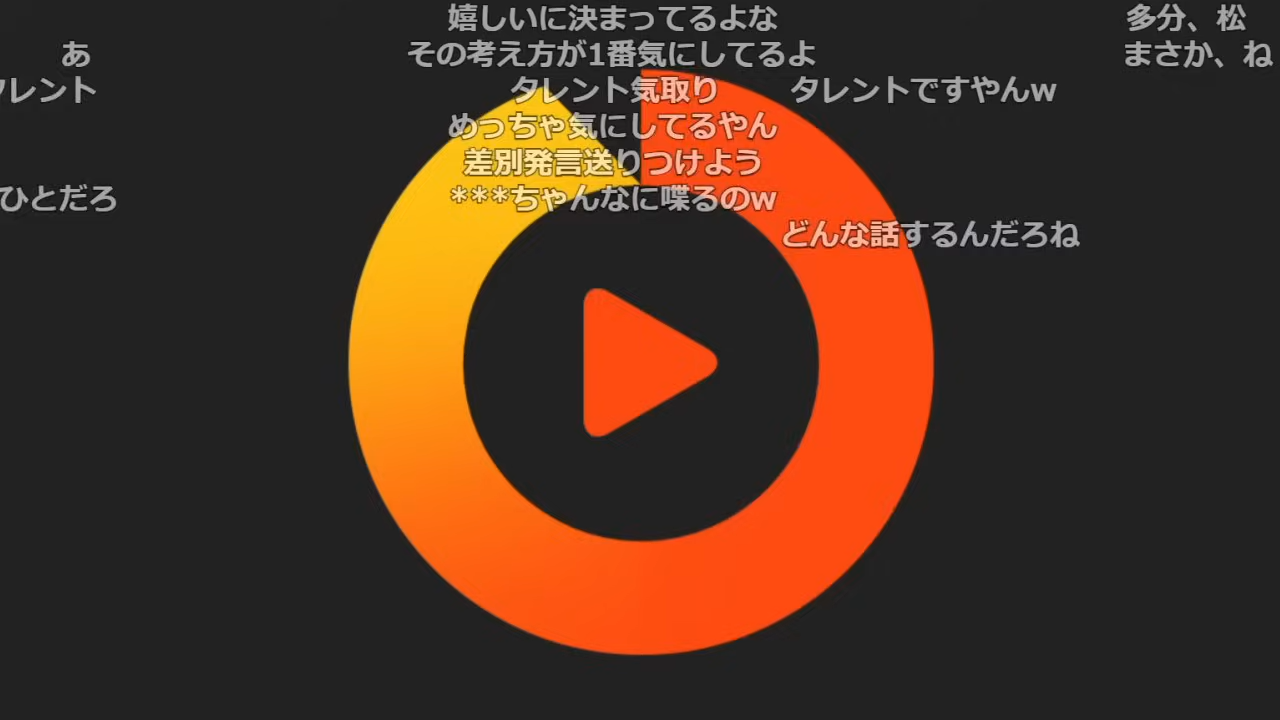 嬉しいに決まってるよな
多分、松
あ
その考え方が1番気にしてるよ
まさか、ね
タレント
タレント気取り
タレントですやんw
めっちゃ気にしてるやん
差別発言送りつけよう
ひとだろ
***ちゃんなに喋るのw
どんな話するんだろね